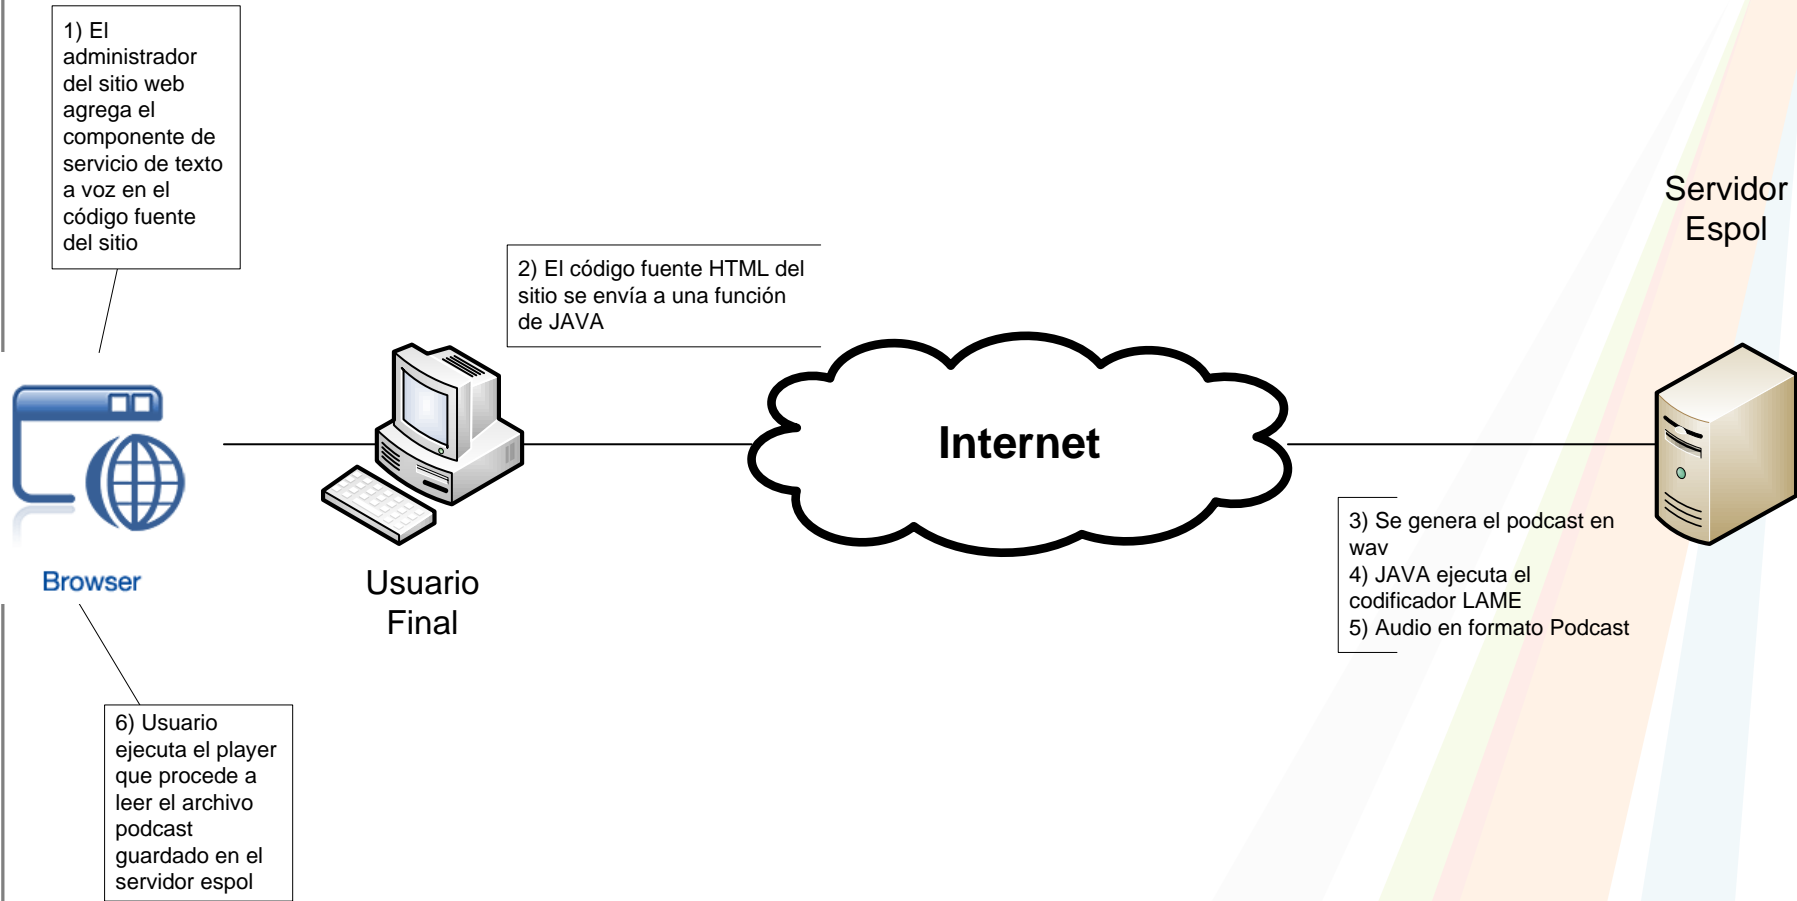 1) El
administrador
del sitio web
agrega el
componente de
servicio de texto
a voz en el
código fuente
del sitio
Servidor
Espol
2) El código fuente HTML del
sitio se envía a una función
de JAVA
Internet
Browser
Usuario
Final
3) Se genera el podcast en
wav
4) JAVA ejecuta el
codificador LAME
5) Audio en formato Podcast
6) Usuario
ejecuta el player
que procede a
leer el archivo
podcast
guardado en el
servidor espol